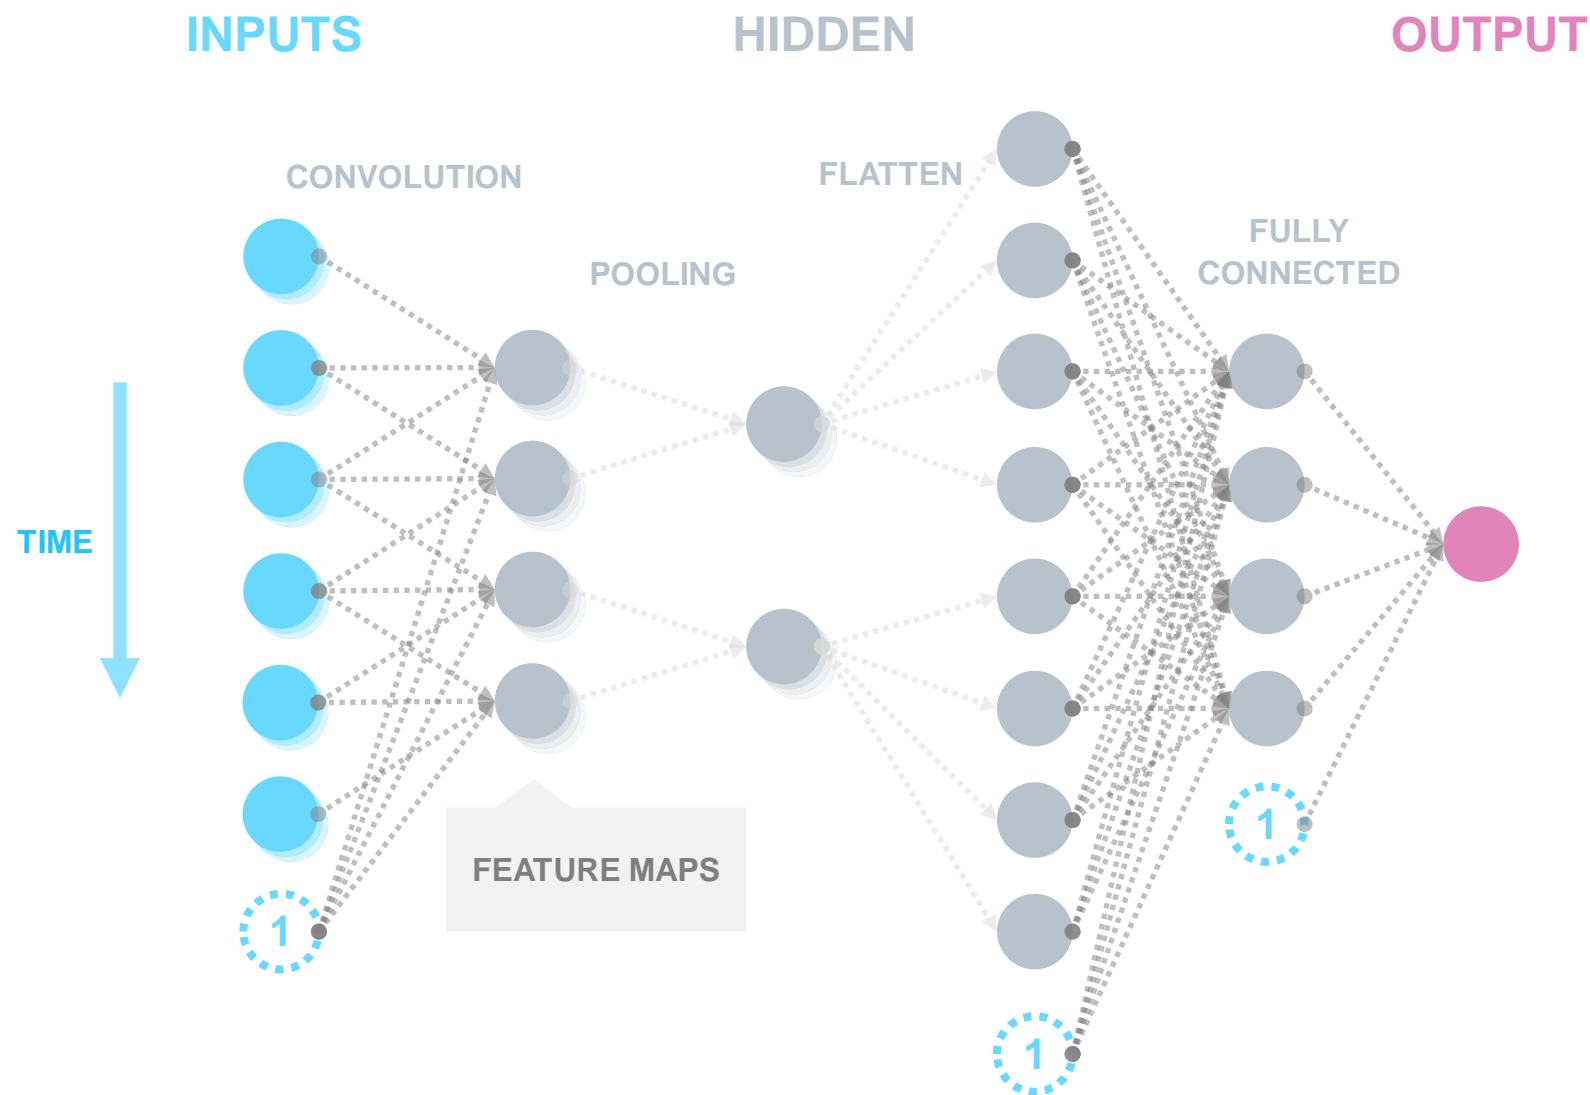 INPUTS
HIDDEN
OUTPUT
CONVOLUTION
POOLING
FLATTEN
FULLY
CONNECTED
TIME
FEATURE MAPS
1
1
1